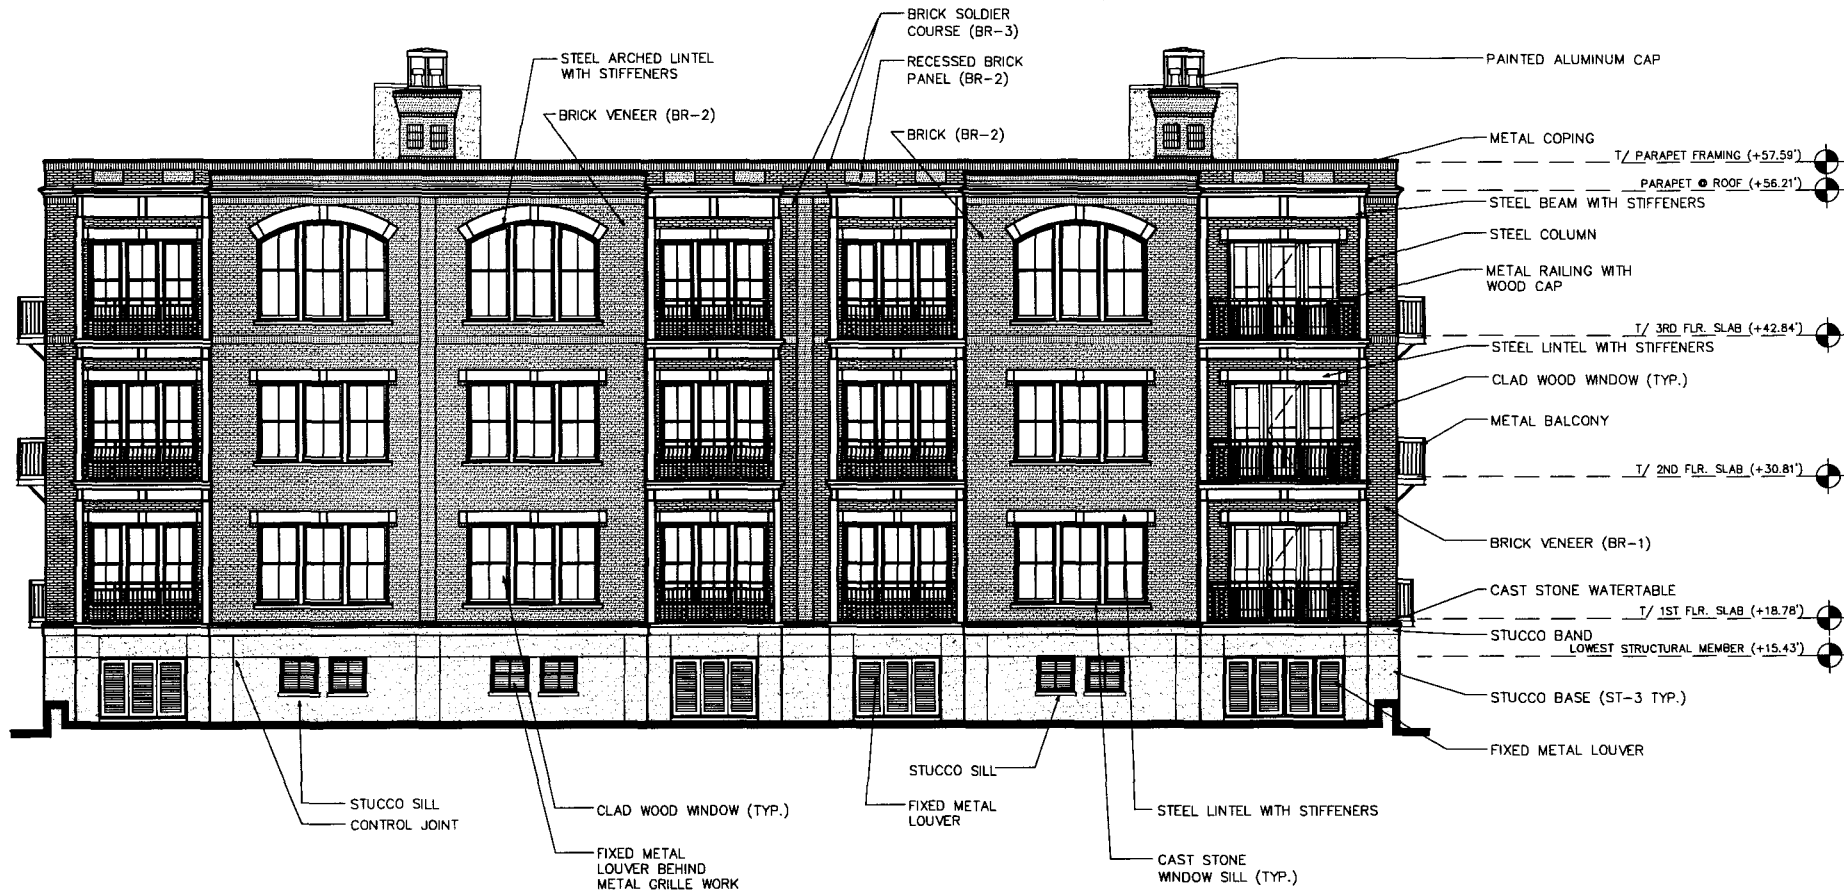 BRICK SOLDIER
COURSE (BR-3)
STEEL ARCHED LINTEL
WITH STIFFENERS
RECESSED BRICK
PANEL (BR-2)
PAINTED ALUMINUM CAP
BRICK VENEER (BR-2)
BRICK (BR-2)
METAL COPING
T/ PARAPET FRAMING (+57.59')
PARAPET @ ROOF (+56.21')
STEEL BEAM WITH STIFFENERS
STEEL COLUMN
METAL RAILING WITH
WOOD CAP
T/ 3RD FLR. SLAB (+42.84')
STEEL LINTEL WITH STIFFENERS
CLAD WOOD WINDOW (TYP.)
METAL BALCONY
T/ 2ND FLR. SLAB (+30.81')
BRICK VENEER (BR-1)
CAST STONE WATERTABLE
T/ 1ST FLR. SLAB (+18.78')
STUCCO BAND
LOWEST STRUCTURAL MEMBER (+15.43')
STUCCO BASE (ST-3 TYP.)
FIXED METAL LOUVER
STUCCO SILL
CONTROL JOINT
CLAD WOOD WINDOW (TYP.)
FIXED METAL
LOUVER BEHIND
METAL GRILLE WORK
STUCCO SILL
FIXED METAL
LOUVER
STEEL LINTEL WITH STIFFENERS
CAST STONE
WINDOW SILL (TYP.)